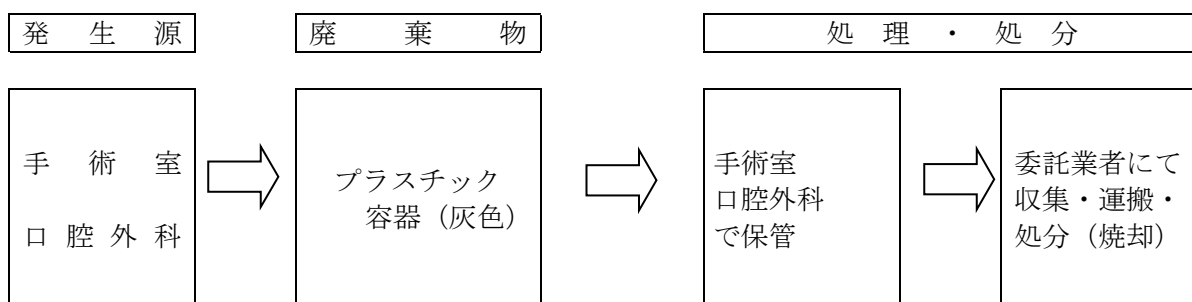 発生源
廃棄物
処理・処分
手術室
口腔外科
プラスチック
容器（灰色）
手術室
口腔外科
で保管
委託業者にて
収集・運搬・
処分（焼却）